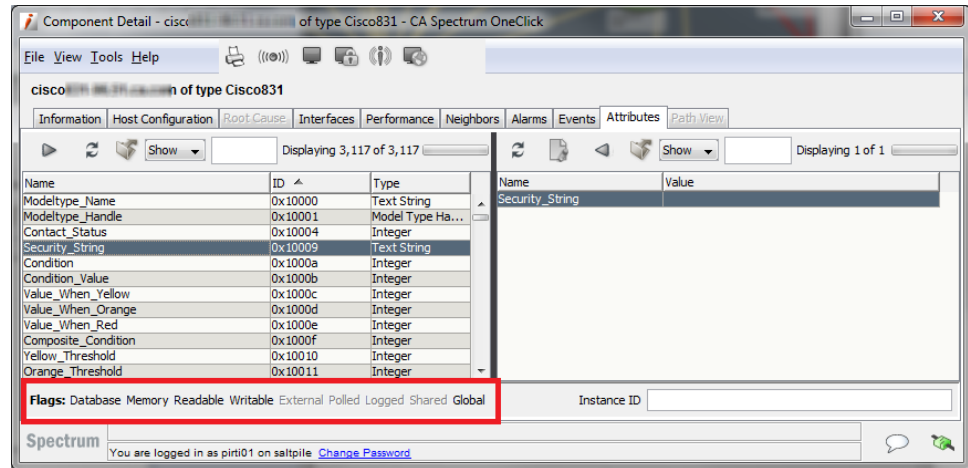 Component Detail - cisco of type Cisco831 - CA Spectrum OneClick
File View Tools Help
cisco n of type Cisco831
Information Host Configuration Root Cause Interfaces Performance Neighbors Alarms Events Attributes Path View
Show Displaying 3,117 of 3,117 Show Displaying 1 of 1
Name ID Type Name Value
Modeltype_Name 0x10000 Text String Security_String
Modeltype_Handle 0x10001 Model Type Ha...
Contact_Status 0x10004 Integer
Security_String 0x10009 Text String
Condition 0x1000a Integer
Condition_Value 0x1000b Integer
Value_When_Yellow 0x1000c Integer
Value_When_Orange 0x1000d Integer
Value_When_Red 0x1000e Integer
Composite_Condition 0x1000f Integer
Yellow_Threshold 0x10010 Integer
Orange_Threshold 0x10011 Integer
Flags: Database Memory Readable Writable External Polled Logged Shared Global Instance ID
Spectrum
You are logged in as pirti01 on saltpile Change Password